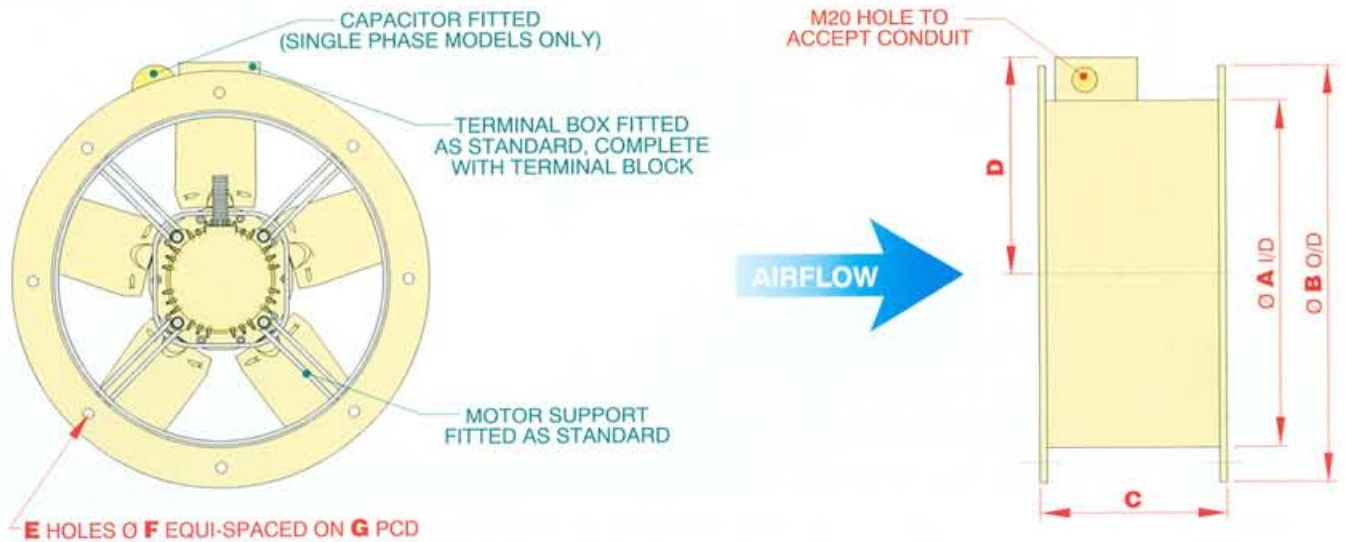 CAPACITOR FITTED
(SINGLE PHASE MODELS ONLY)
TERMINAL BOX FITTED
AS STANDARD, COMPLETE
WITH TERMINAL BLOCK
MOTOR SUPPORT
FITTED AS STANDARD
E HOLES Ø F EQUI-SPACED ON G PCD
AIRFLOW
M20 HOLE TO
ACCEPT CONDUIT
D
Ø A I/D
Ø B O/D
C